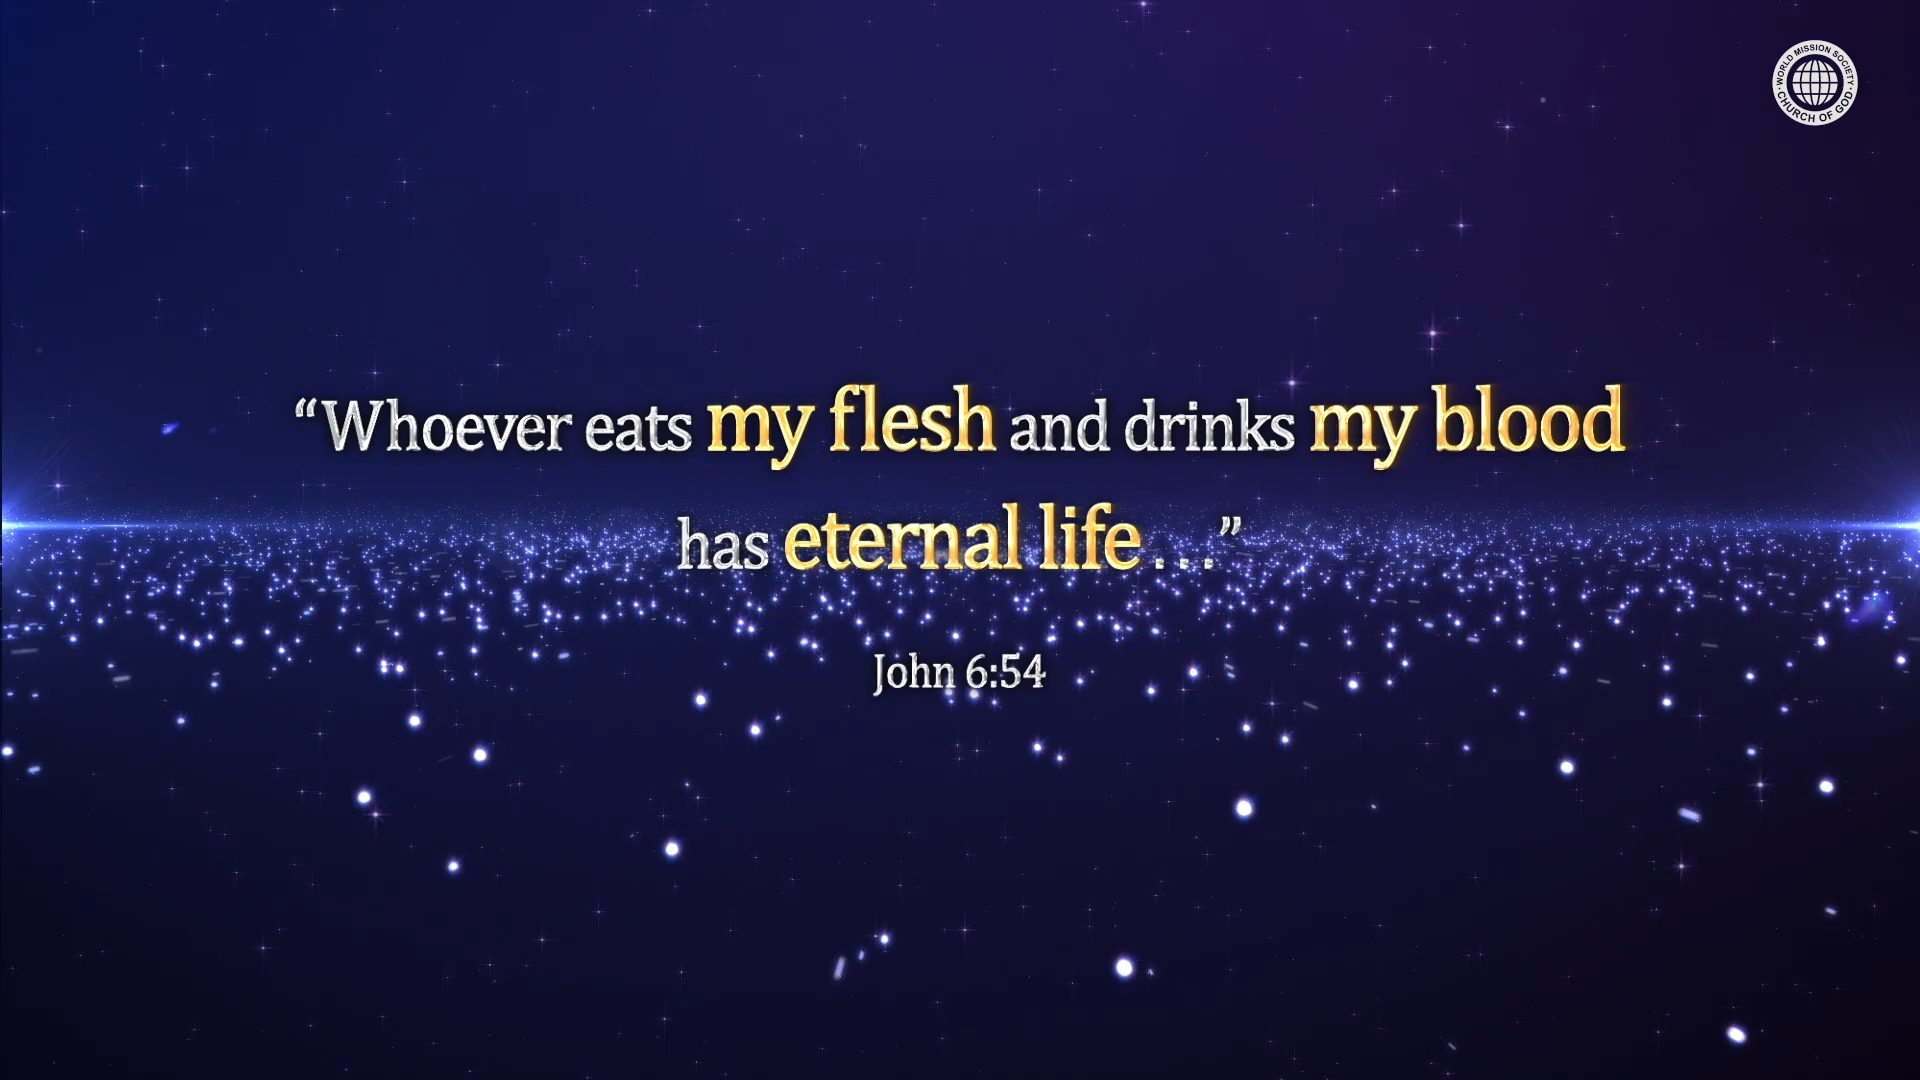 WORLD MISSION SOCIETY
CHURCH OF GOD
“Whoever eats my flesh and drinks my blood
has eternal life . . .”
John 6:54